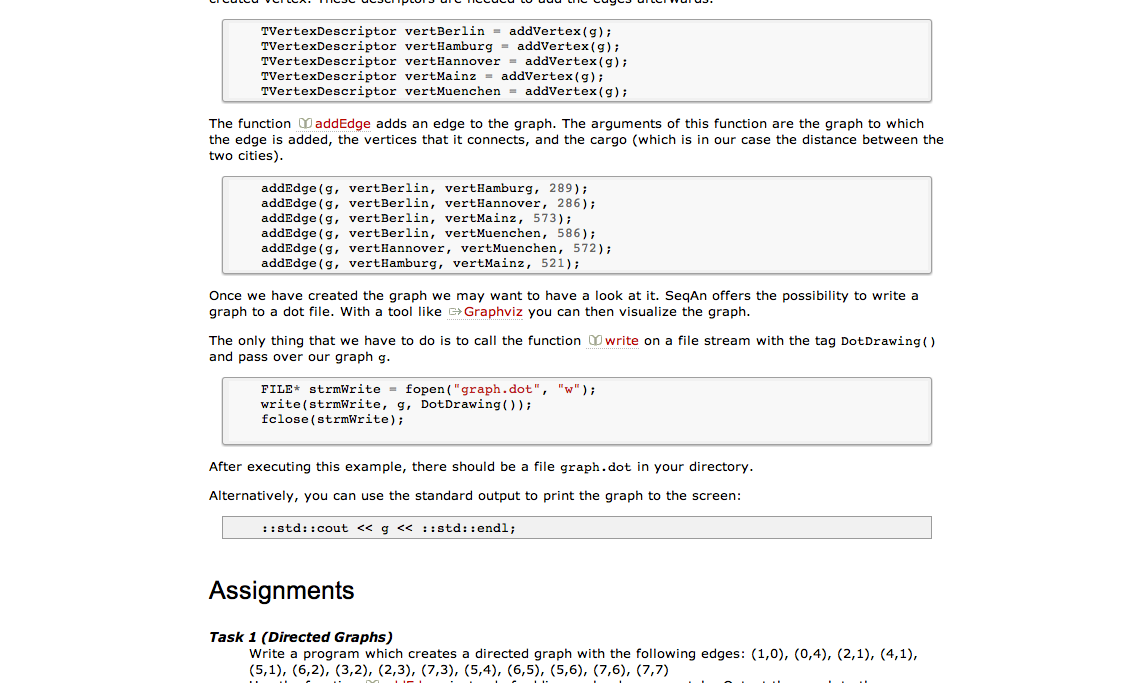 created vertex. These descriptors are needed to add the edges afterwards.
TVertexDescriptor vertBerlin = addVertex(g);
TVertexDescriptor vertHamburg = addVertex(g);
TVertexDescriptor vertHannover = addVertex(g);
TVertexDescriptor vertMainz = addVertex(g);
TVertexDescriptor vertMuenchen = addVertex(g);
The function addEdge adds an edge to the graph. The arguments of this function are the graph to which
the edge is added, the vertices that it connects, and the cargo (which is in our case the distance between the
two cities).
addEdge(g, vertBerlin, vertHamburg, 289);
addEdge(g, vertBerlin, vertHannover, 286);
addEdge(g, vertBerlin, vertMainz, 573);
addEdge(g, vertBerlin, vertMuenchen, 586);
addEdge(g, vertHannover, vertMuenchen, 572);
addEdge(g, vertHamburg, vertMainz, 521);
Once we have created the graph we may want to have a look at it. SeqAn offers the possibility to write a
graph to a dot file. With a tool like Graphviz you can then visualize the graph.
The only thing that we have to do is to call the function write on a file stream with the tag DotDrawing()
and pass over our graph g.
FILE* strmWrite = fopen("graph.dot", "w");
write(strmWrite, g, DotDrawing());
fclose(strmWrite);
After executing this example, there should be a file graph.dot in your directory.
Alternatively, you can use the standard output to print the graph to the screen:
::std::cout << g << ::std::endl;
Assignments
Task 1 (Directed Graphs)
Write a program which creates a directed graph with the following edges: (1,0), (0,4), (2,1), (4,1),
(5,1), (6,2), (3,2), (2,3), (7,3), (5,4), (6,5), (5,6), (7,6), (7,7)